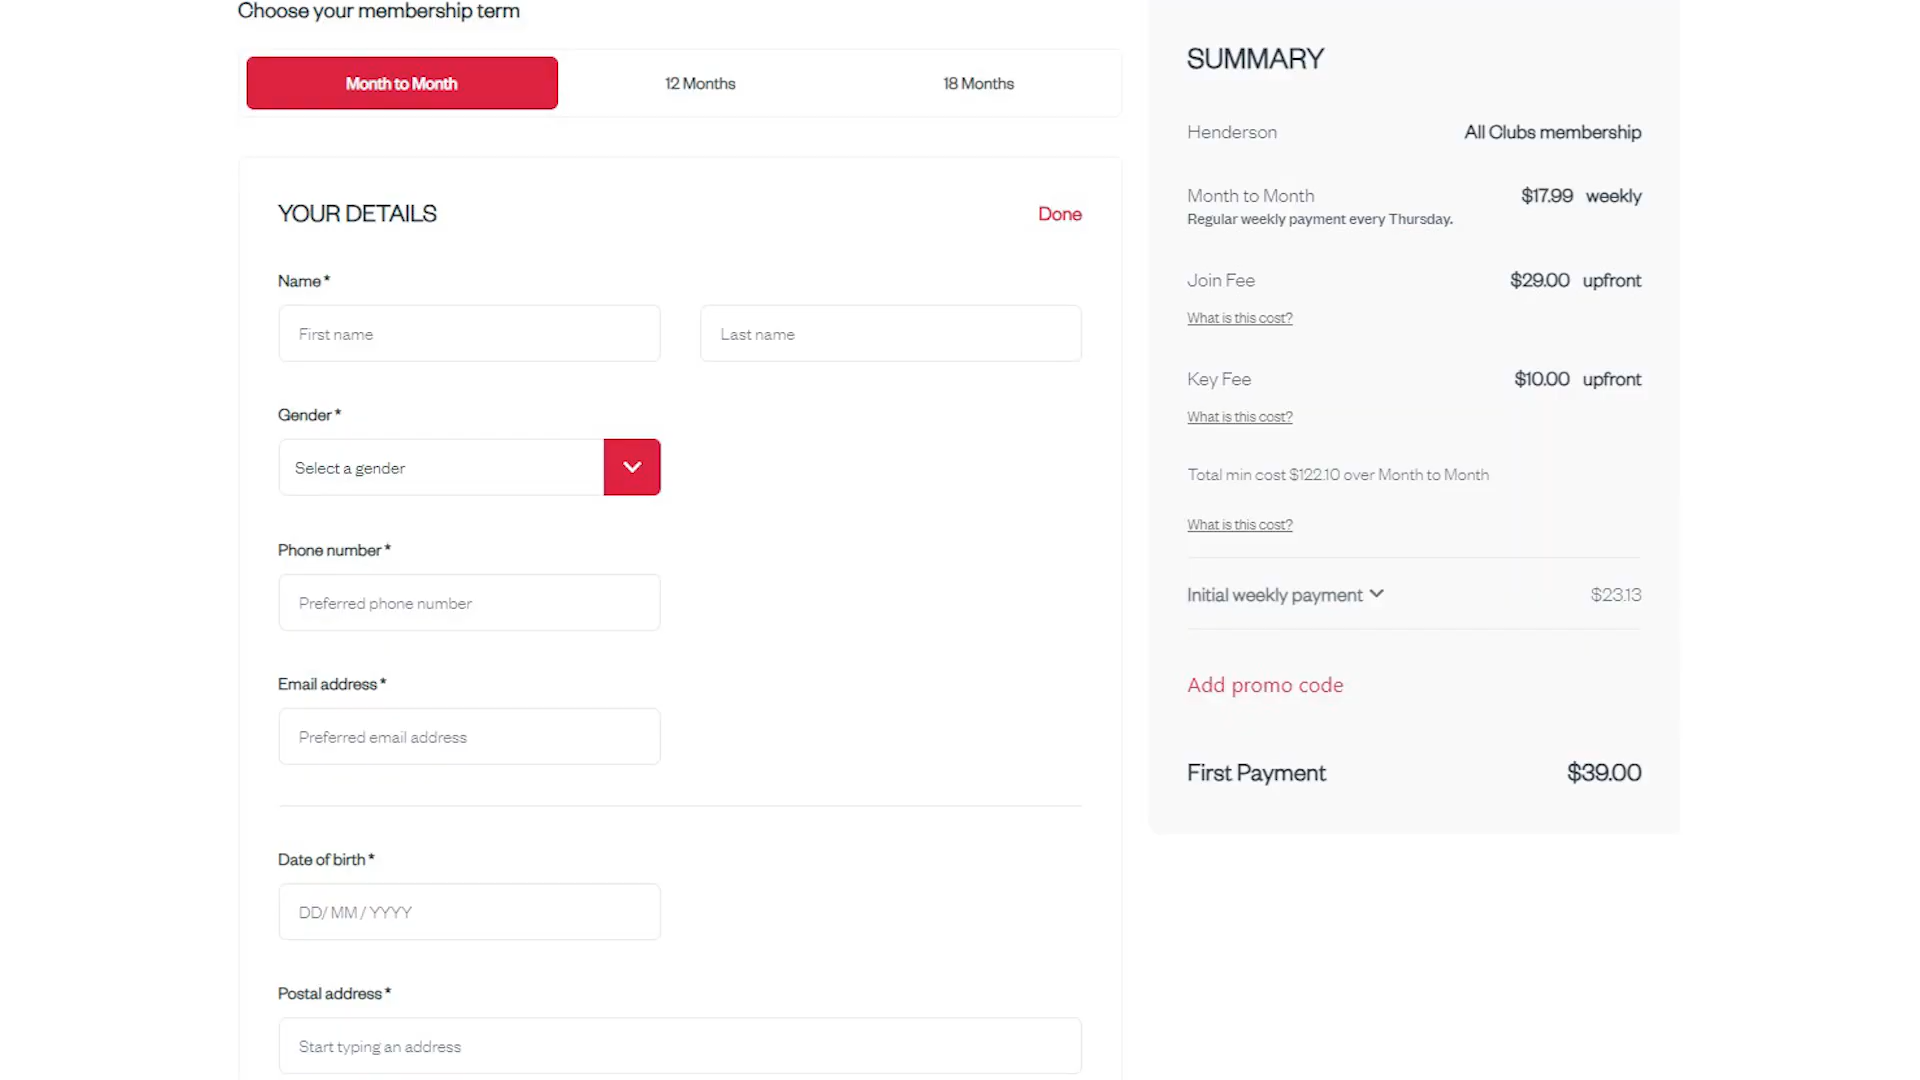 Choose your membership term
Month to Month
12 Months
18 Months
YOUR DETAILS
Done
Name*
First name
Last name
Gender*
Select a gender
Phone number*
Preferred phone number
Email address*
Preferred email address
Date of birth*
DD/ MM / YYYY
Postal address*
Start typing an address
SUMMARY
Henderson All Clubs membership
Month to Month $17.99 weekly
Regular weekly payment every Thursday.
Join Fee $29.00 upfront
What is this cost?
Key Fee $10.00 upfront
What is this cost?
Total min cost $122.10 over Month to Month
What is this cost?
Initial weekly payment $23.13
Add promo code
First Payment $39.00